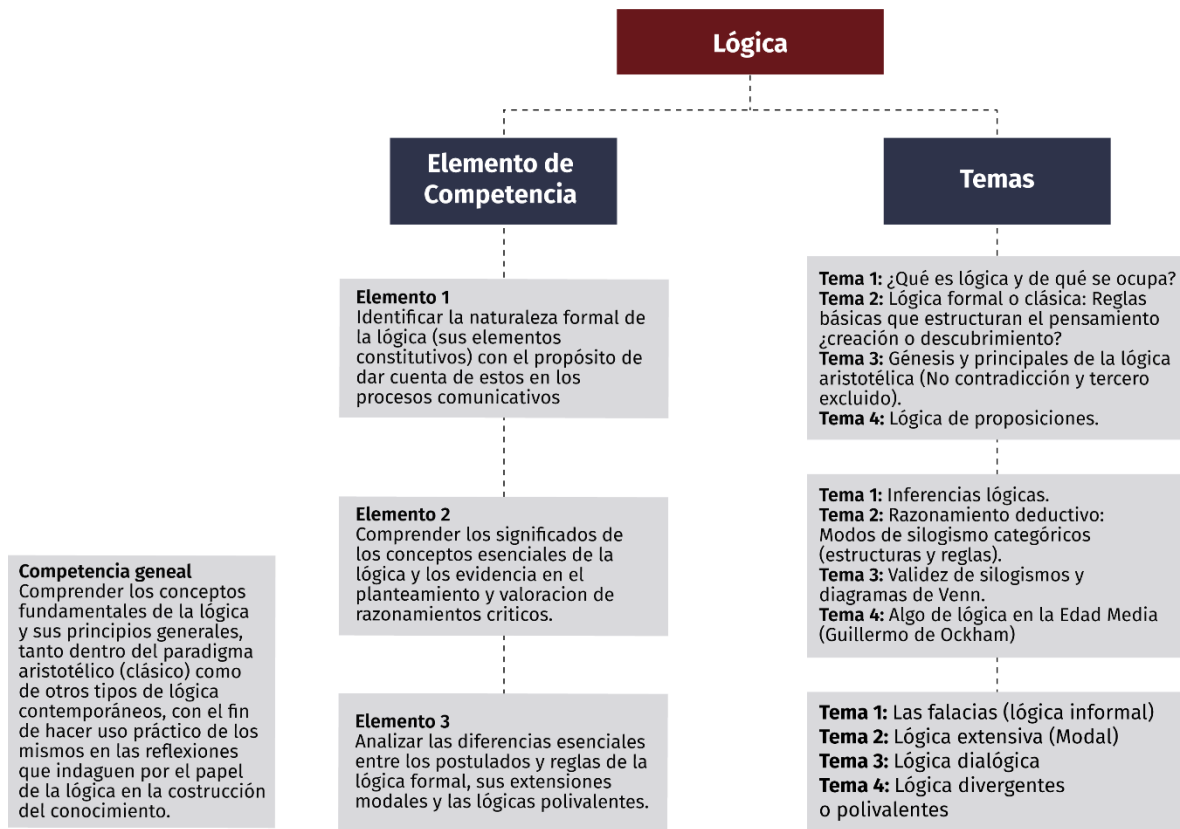 Lógica
Elemento de
Competencia
Temas
Elemento 1
Identificar la naturaleza formal de
la lógica (sus elementos
constitutivos) con el propósito de
dar cuenta de estos en los
procesos comunicativos
Tema 1: ¿Qué es lógica y de qué se ocupa?
Tema 2: Lógica formal o clásica: Reglas
básicas que estructuran el pensamiento
¿creación o descubrimiento?
Tema 3: Génesis y principales de la lógica
aristotélica (No contradicción y tercero
excluido).
Tema 4: Lógica de proposiciones.
Elemento 2
Comprender los significados de
los conceptos esenciales de la
lógica y los evidencia en el
planteamiento y valoracion de
razonamientos criticos.
Tema 1: Inferencias lógicas.
Tema 2: Razonamiento deductivo:
Modos de silogismo categóricos
(estructuras y reglas).
Tema 3: Validez de silogismos y
diagramas de Venn.
Tema 4: Algo de lógica en la Edad Media
(Guillermo de Ockham)
Competencia geneal
Comprender los conceptos
fundamentales de la lógica
y sus principios generales,
tanto dentro del paradigma
aristotélico (clásico) como
de otros tipos de lógica
contemporáneos, con el fin
de hacer uso práctico de los
mismos en las reflexiones
que indaguen por el papel
de la lógica en la costrucción
del conocimiento.
Elemento 3
Analizar las diferencias esenciales
entre los postulados y reglas de la
lógica formal, sus extensiones
modales y las lógicas polivalentes.
Tema 1: Las falacias (lógica informal)
Tema 2: Lógica extensiva (Modal)
Tema 3: Lógica dialógica
Tema 4: Lógica divergentes
o polivalentes